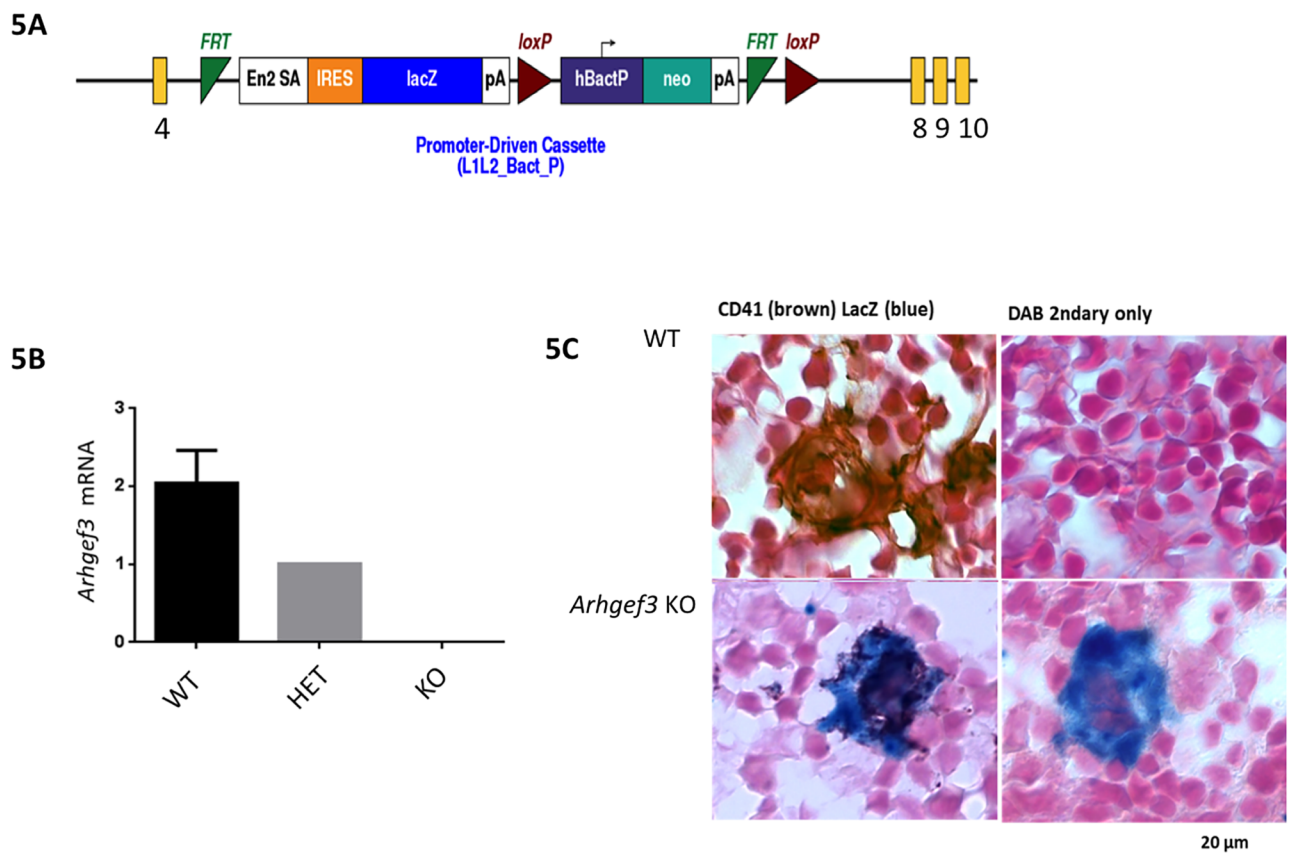 5A
FRT
loxP
FRT loxP
En2 SA IRES lacZ pA hBactP neo pA
4
8 9 10
Promoter-Driven Cassette
(L1L2_Bact_P)
CD41 (brown) LacZ (blue)
DAB 2ndary only
5B
5C
WT
3
2
1
0
Arhgef3 mRNA
WT
HET
KO
Arhgef3 KO
20 µm